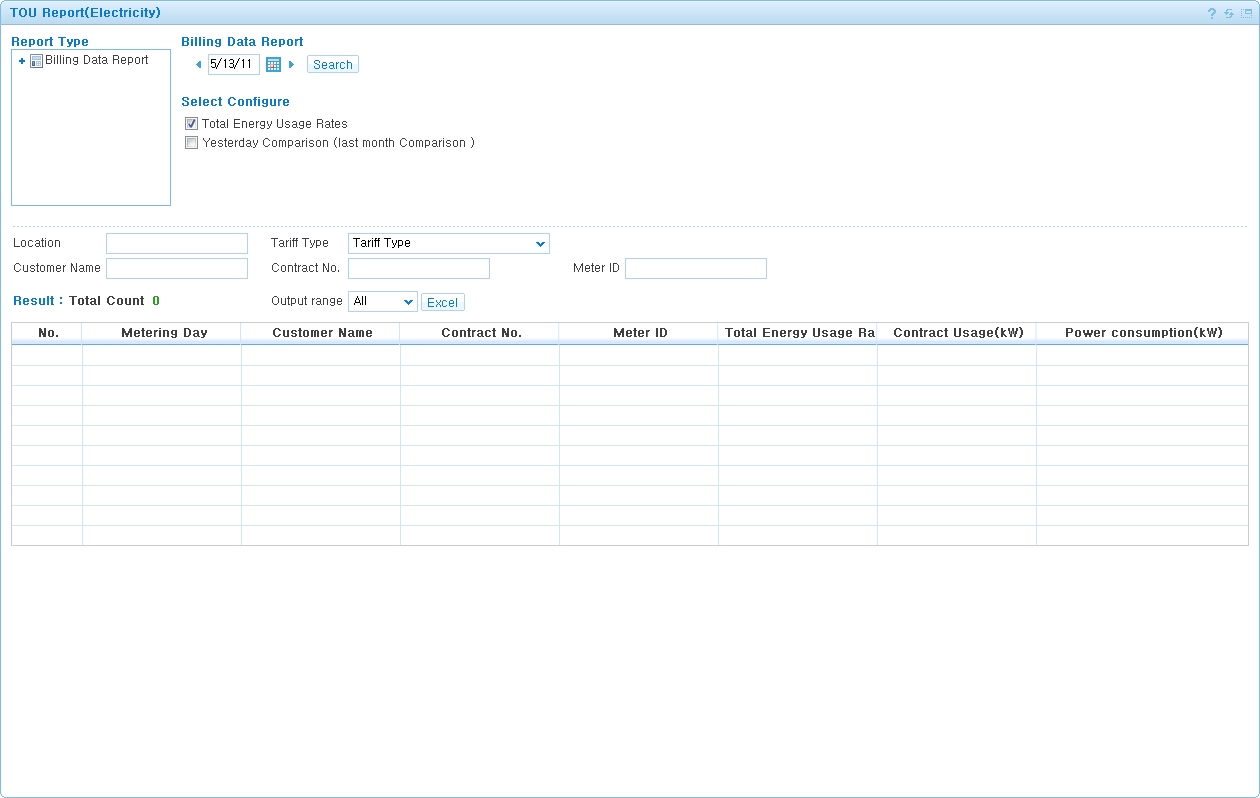 TOU Report(Electricity)
?
Report Type
Billing Data Report
Billing Data Report
5/13/11
Search
Select Configure
Total Energy Usage Rates
Yesterday Comparison (last month Comparison )
Location
Tariff Type
Tariff Type
Customer Name
Contract No.
Meter ID
Result : Total Count 0
Output range
All
Excel
No. Metering Day Customer Name Contract No. Meter ID Total Energy Usage Ra Contract Usage(kW) Power consumption(kW)